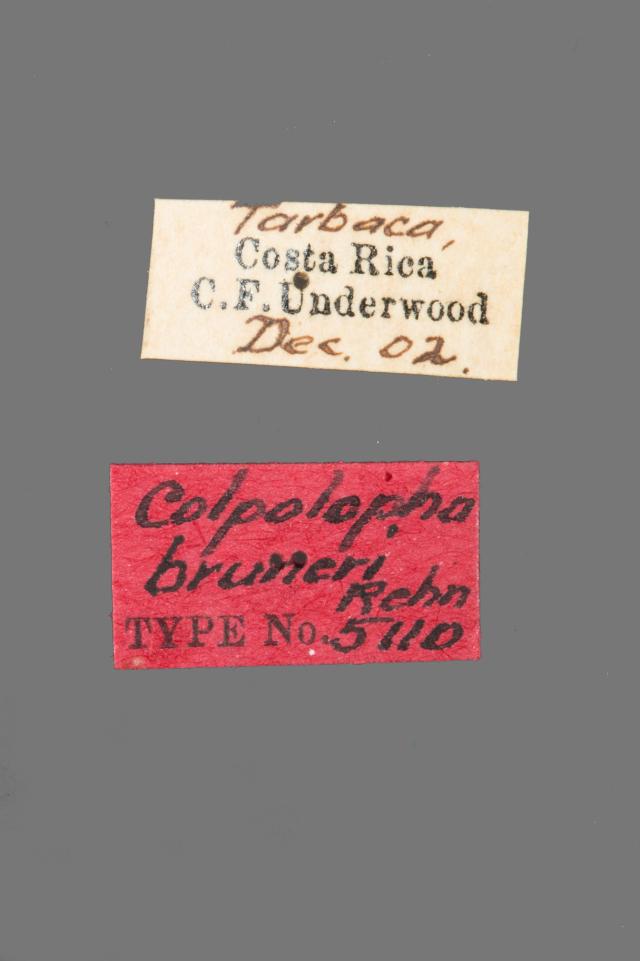 Tarbaca,
Costa Rica
C.F. Underwood
Dec. 02.
Colpolopha
bruneri
Rehn
TYPE No. 5110